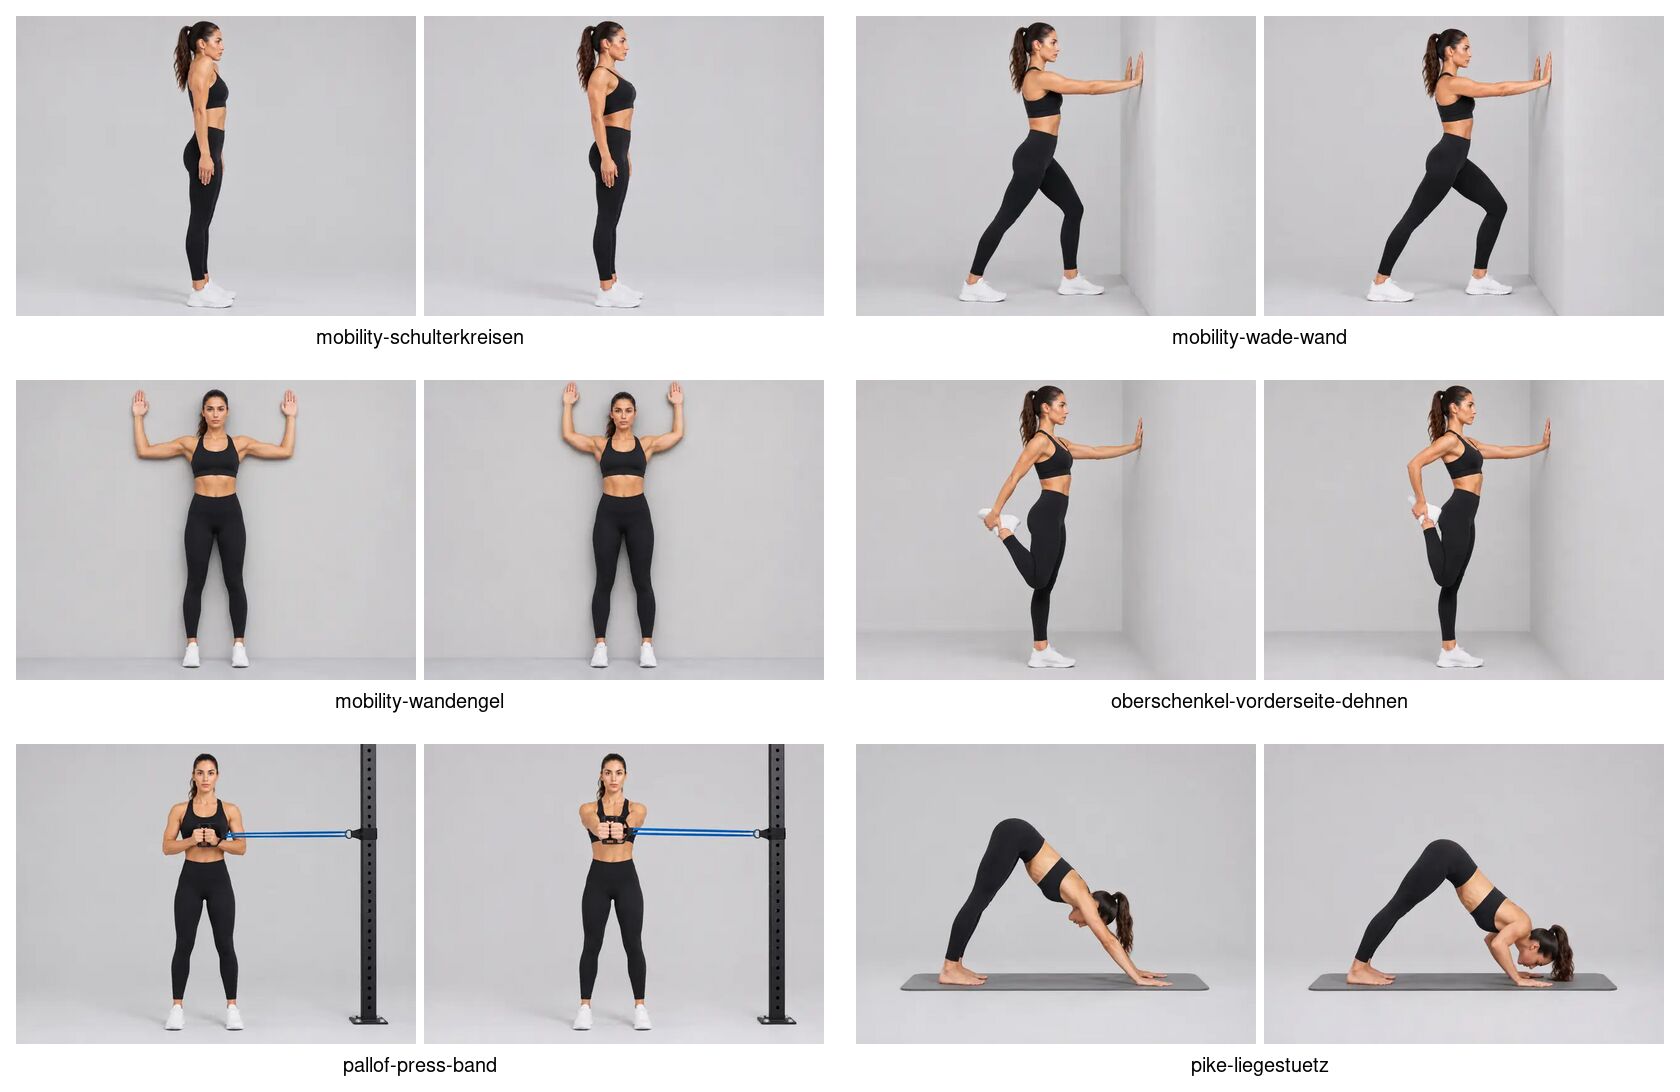 mobility-schulterkreisen
mobility-wade-wand
mobility-wandengel
oberschenkel-vorderseite-dehnen
pallof-press-band
pike-liegestuetz